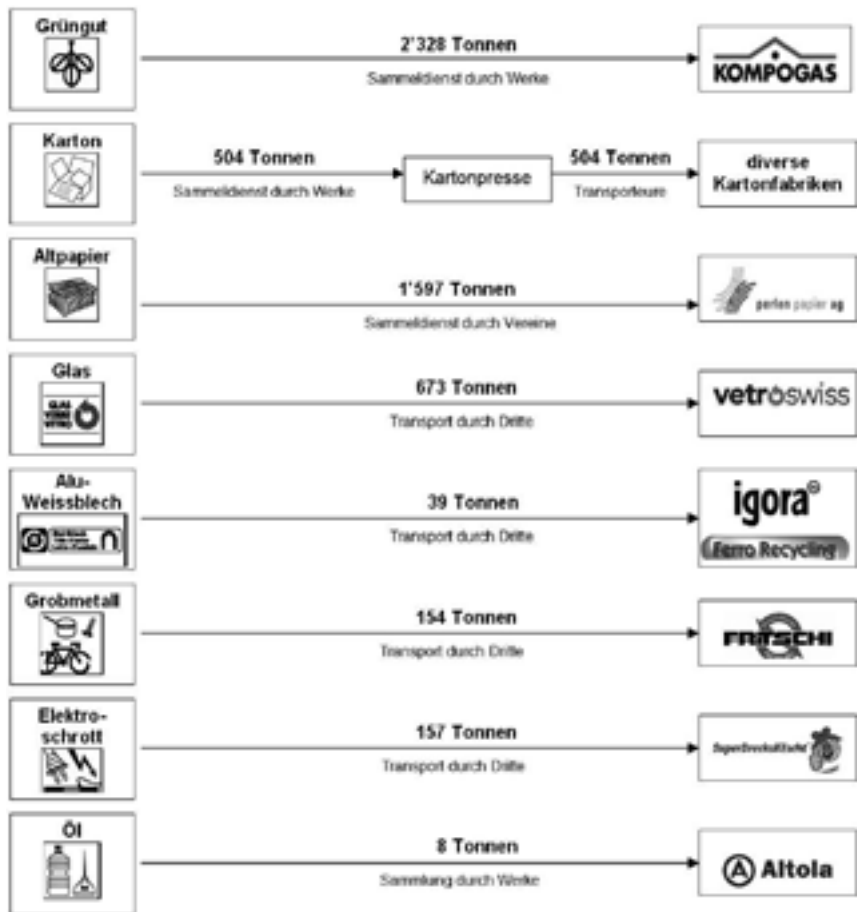 Grüngut
2'328 Tonnen
Sammeldienst durch Werke
KOMPOGAS
Karton
504 Tonnen
Sammeldienst durch Werke
Kartonpresse
504 Tonnen
Transporteure
diverse
Kartonfabriken
Altpapier
1'597 Tonnen
Sammeldienst durch Vereine
perlen papier ag
Glas
GLAS
VERRE
VETRO
673 Tonnen
Transport durch Dritte
vetroswiss
Alu-
Weissblech
39 Tonnen
Transport durch Dritte
igora
Ferro Recycling
Grobmetall
154 Tonnen
Transport durch Dritte
FRITSCHI
Elektro-
schrott
157 Tonnen
Transport durch Dritte
Öl
8 Tonnen
Sammlung durch Werke
Altola